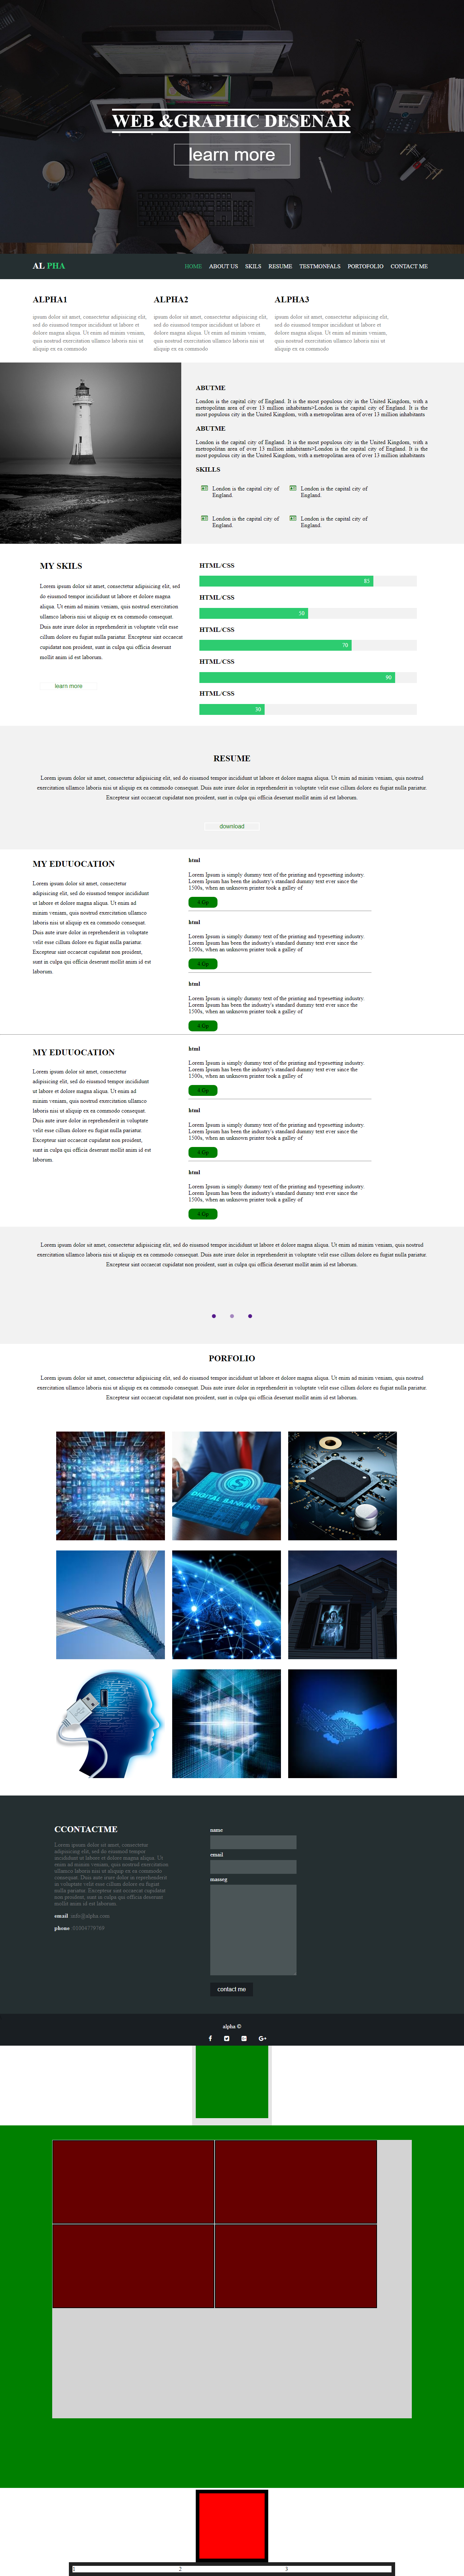 WEB &GRAPHIC DESENAR
learn more
AL PHA
HOME ABOUT US SKILS RESUME TESTMONFALS PORTOFOLIO CONTACT ME
ALPHA1 ALPHA2 ALPHA3
ipsum dolor sit amet, consectetur adipisicing elit,
sed do eiusmod tempor incididunt ut labore et
dolore magna aliqua. Ut enim ad minim veniam,
quis nostrud exercitation ullamco laboris nisi ut
aliquip ex ea commodo
ipsum dolor sit amet, consectetur adipisicing elit,
sed do eiusmod tempor incididunt ut labore et
dolore magna aliqua. Ut enim ad minim veniam,
quis nostrud exercitation ullamco laboris nisi ut
aliquip ex ea commodo
ipsum dolor sit amet, consectetur adipisicing elit,
sed do eiusmod tempor incididunt ut labore et
dolore magna aliqua. Ut enim ad minim veniam,
quis nostrud exercitation ullamco laboris nisi ut
aliquip ex ea commodo
ABUTME
London is the capital city of England. It is the most populous city in the United Kingdom, with a
metropolitan area of over 13 million inhabitants>London is the capital city of England. It is the
most populous city in the United Kingdom, with a metropolitan area of over 13 million inhabitants
ABUTME
London is the capital city of England. It is the most populous city in the United Kingdom, with a
metropolitan area of over 13 million inhabitants>London is the capital city of England. It is the
most populous city in the United Kingdom, with a metropolitan area of over 13 million inhabitants
SKILLS
London is the capital city of
England.
London is the capital city of
England.
London is the capital city of
England.
London is the capital city of
England.
MY SKILS
Lorem ipsum dolor sit amet, consectetur adipisicing elit, sed
do eiusmod tempor incididunt ut labore et dolore magna
aliqua. Ut enim ad minim veniam, quis nostrud exercitation
ullamco laboris nisi ut aliquip ex ea commodo consequat.
Duis aute irure dolor in reprehenderit in voluptate velit esse
cillum dolore eu fugiat nulla pariatur. Excepteur sint occaecat
cupidatat non proident, sunt in culpa qui officia deserunt
mollit anim id est laborum.
learn more
HTML/CSS
HTML/CSS
50
HTML/CSS
70
HTML/CSS
90
HTML/CSS
30
RESUME
Lorem ipsum dolor sit amet, consectetur adipisicing elit, sed do eiusmod tempor incididunt ut labore et dolore magna aliqua. Ut enim ad minim veniam, quis nostrud
exercitation ullamco laboris nisi ut aliquip ex ea commodo consequat. Duis aute irure dolor in reprehenderit in voluptate velit esse cillum dolore eu fugiat nulla pariatur.
Excepteur sint occaecat cupidatat non proident, sunt in culpa qui officia deserunt mollit anim id est laborum.
download
MY EDUUOCATION
Lorem ipsum dolor sit amet, consectetur
adipisicing elit, sed do eiusmod tempor incididunt
ut labore et dolore magna aliqua. Ut enim ad
minim veniam, quis nostrud exercitation ullamco
laboris nisi ut aliquip ex ea commodo consequat.
Duis aute irure dolor in reprehenderit in voluptate
velit esse cillum dolore eu fugiat nulla pariatur.
Excepteur sint occaecat cupidatat non proident,
sunt in culpa qui officia deserunt mollit anim id est
laborum.
html
Lorem Ipsum is simply dummy text of the printing and typesetting industry.
Lorem Ipsum has been the industry's standard dummy text ever since the
1500s, when an unknown printer took a galley of
html
Lorem Ipsum is simply dummy text of the printing and typesetting industry.
Lorem Ipsum has been the industry's standard dummy text ever since the
1500s, when an unknown printer took a galley of
html
Lorem Ipsum is simply dummy text of the printing and typesetting industry.
Lorem Ipsum has been the industry's standard dummy text ever since the
1500s, when an unknown printer took a galley of
MY EDUUOCATION
Lorem ipsum dolor sit amet, consectetur
adipisicing elit, sed do eiusmod tempor incididunt
ut labore et dolore magna aliqua. Ut enim ad
minim veniam, quis nostrud exercitation ullamco
laboris nisi ut aliquip ex ea commodo consequat.
Duis aute irure dolor in reprehenderit in voluptate
velit esse cillum dolore eu fugiat nulla pariatur.
Excepteur sint occaecat cupidatat non proident,
sunt in culpa qui officia deserunt mollit anim id est
laborum.
html
Lorem Ipsum is simply dummy text of the printing and typesetting industry.
Lorem Ipsum has been the industry's standard dummy text ever since the
1500s, when an unknown printer took a galley of
html
Lorem Ipsum is simply dummy text of the printing and typesetting industry.
Lorem Ipsum has been the industry's standard dummy text ever since the
1500s, when an unknown printer took a galley of
html
Lorem Ipsum is simply dummy text of the printing and typesetting industry.
Lorem Ipsum has been the industry's standard dummy text ever since the
1500s, when an unknown printer took a galley of
Lorem ipsum dolor sit amet, consectetur adipisicing elit, sed do eiusmod tempor incididunt ut labore et dolore magna aliqua. Ut enim ad minim veniam, quis nostrud
exercitation ullamco laboris nisi ut aliquip ex ea commodo consequat. Duis aute irure dolor in reprehenderit in voluptate velit esse cillum dolore eu fugiat nulla pariatur.
Excepteur sint occaecat cupidatat non proident, sunt in culpa qui officia deserunt mollit anim id est laborum.
PORFOLIO
Lorem ipsum dolor sit amet, consectetur adipisicing elit, sed do eiusmod tempor incididunt ut labore et dolore magna aliqua. Ut enim ad minim veniam, quis nostrud
exercitation ullamco laboris nisi ut aliquip ex ea commodo consequat. Duis aute irure dolor in reprehenderit in voluptate velit esse cillum dolore eu fugiat nulla pariatur.
Excepteur sint occaecat cupidatat non proident, sunt in culpa qui officia deserunt mollit anim id est laborum.
DIGITAL BANKING
CCONTACTME
Lorem ipsum dolor sit amet, consectetur
adipisicing elit, sed do eiusmod tempor
incididunt ut labore et dolore magna aliqua. Ut
enim ad minim veniam, quis nostrud exercitation
ullamco laboris nisi ut aliquip ex ea commodo
consequat. Duis aute irure dolor in reprehenderit
in voluptate velit esse cillum dolore eu fugiat
nulla pariatur. Excepteur sint occaecat cupidatat
non proident, sunt in culpa qui officia deserunt
mollit anim id est laborum
email :info@alpha.com
phone
name
email
masseg
contact me
alpha ©
1 2 3